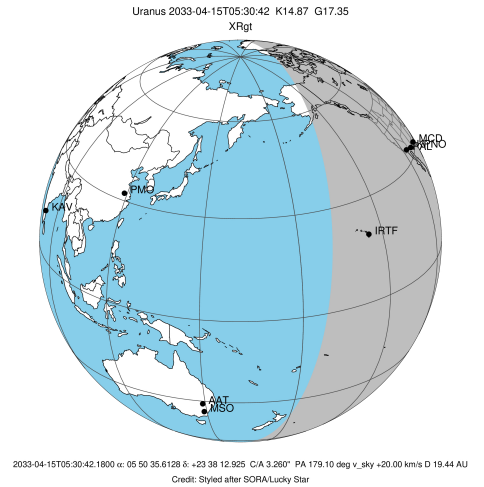 Uranus 2033-04-15T05:30:42 K14.87 G17.35
XRgt
MCD
IRTF
PMO
KAV
AAT
MSO
2033-04-15T05:30:42.1800 α: 05 50 35.6128 δ: +23 38 12.925 C/A 3.260" PA 179.10 deg v_sky +20.00 km/s D 19.44 AU
Credit: Styled after SORA/Lucky Star